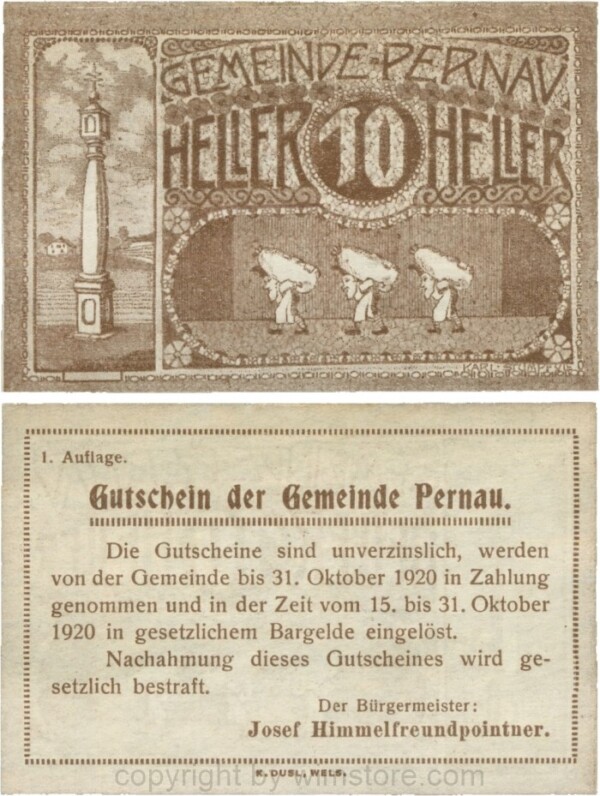 GEMEINDE-PERNAU
HELLER 10 HELLER
KARL
1. Auflage.
Gutschein der Gemeinde Pernau.
Die Gutscheine sind unverzinslich, werden
von der Gemeinde bis 31. Oktober 1920 in Zahlung
genommen und in der Zeit vom 15. bis 31. Oktober
1920 in gesetzlichem Bargelde eingelöst.
Nachahmung dieses Gutscheines wird ge-
setzlich bestraft.
Der Bürgermeister:
Josef Himmelfreundpointner.
K. DUSL, WELS.
copyright by wimstore.com